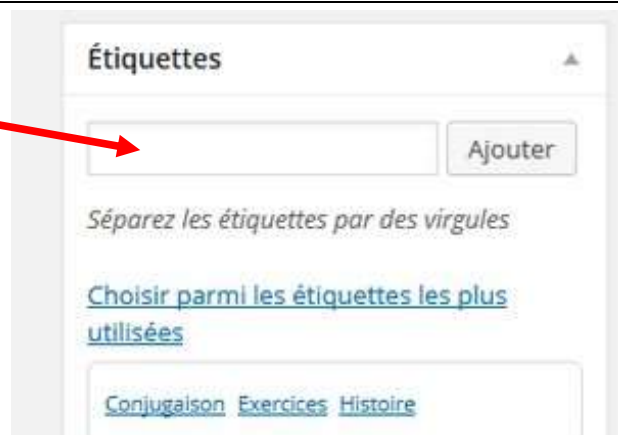 Étiquettes
Ajouter
Séparez les étiquettes par des virgules
Choisir parmi les étiquettes les plus
utilisées
Conjugaison Exercices Histoire